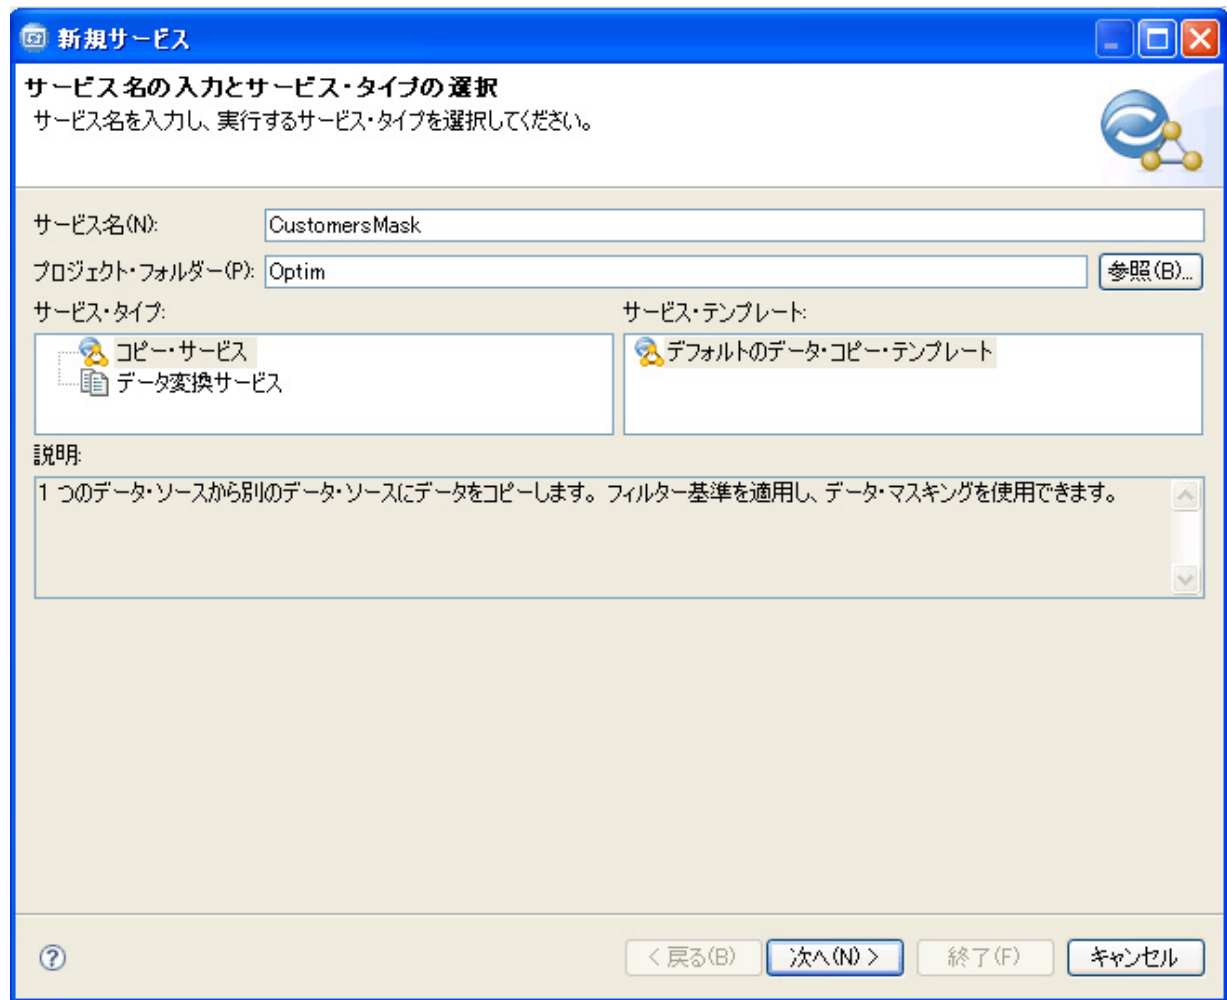 新規サービス
サービス名の入力とサービス・タイプの選択
サービス名を入力し、実行するサービス・タイプを選択してください。
サービス名(N): CustomersMask
プロジェクト・フォルダー(P): Optim 参照(B)...
サービス・タイプ: サービス・テンプレート:
コピー・サービス デフォルトのデータ・コピー・テンプレート
データ変換サービス
説明:
1 つのデータ・ソースから別のデータ・ソースにデータをコピーします。フィルター基準を適用し、データ・マスキングを使用できます。
? < 戻る(B) 次へ(N) > 終了(F) キャンセル